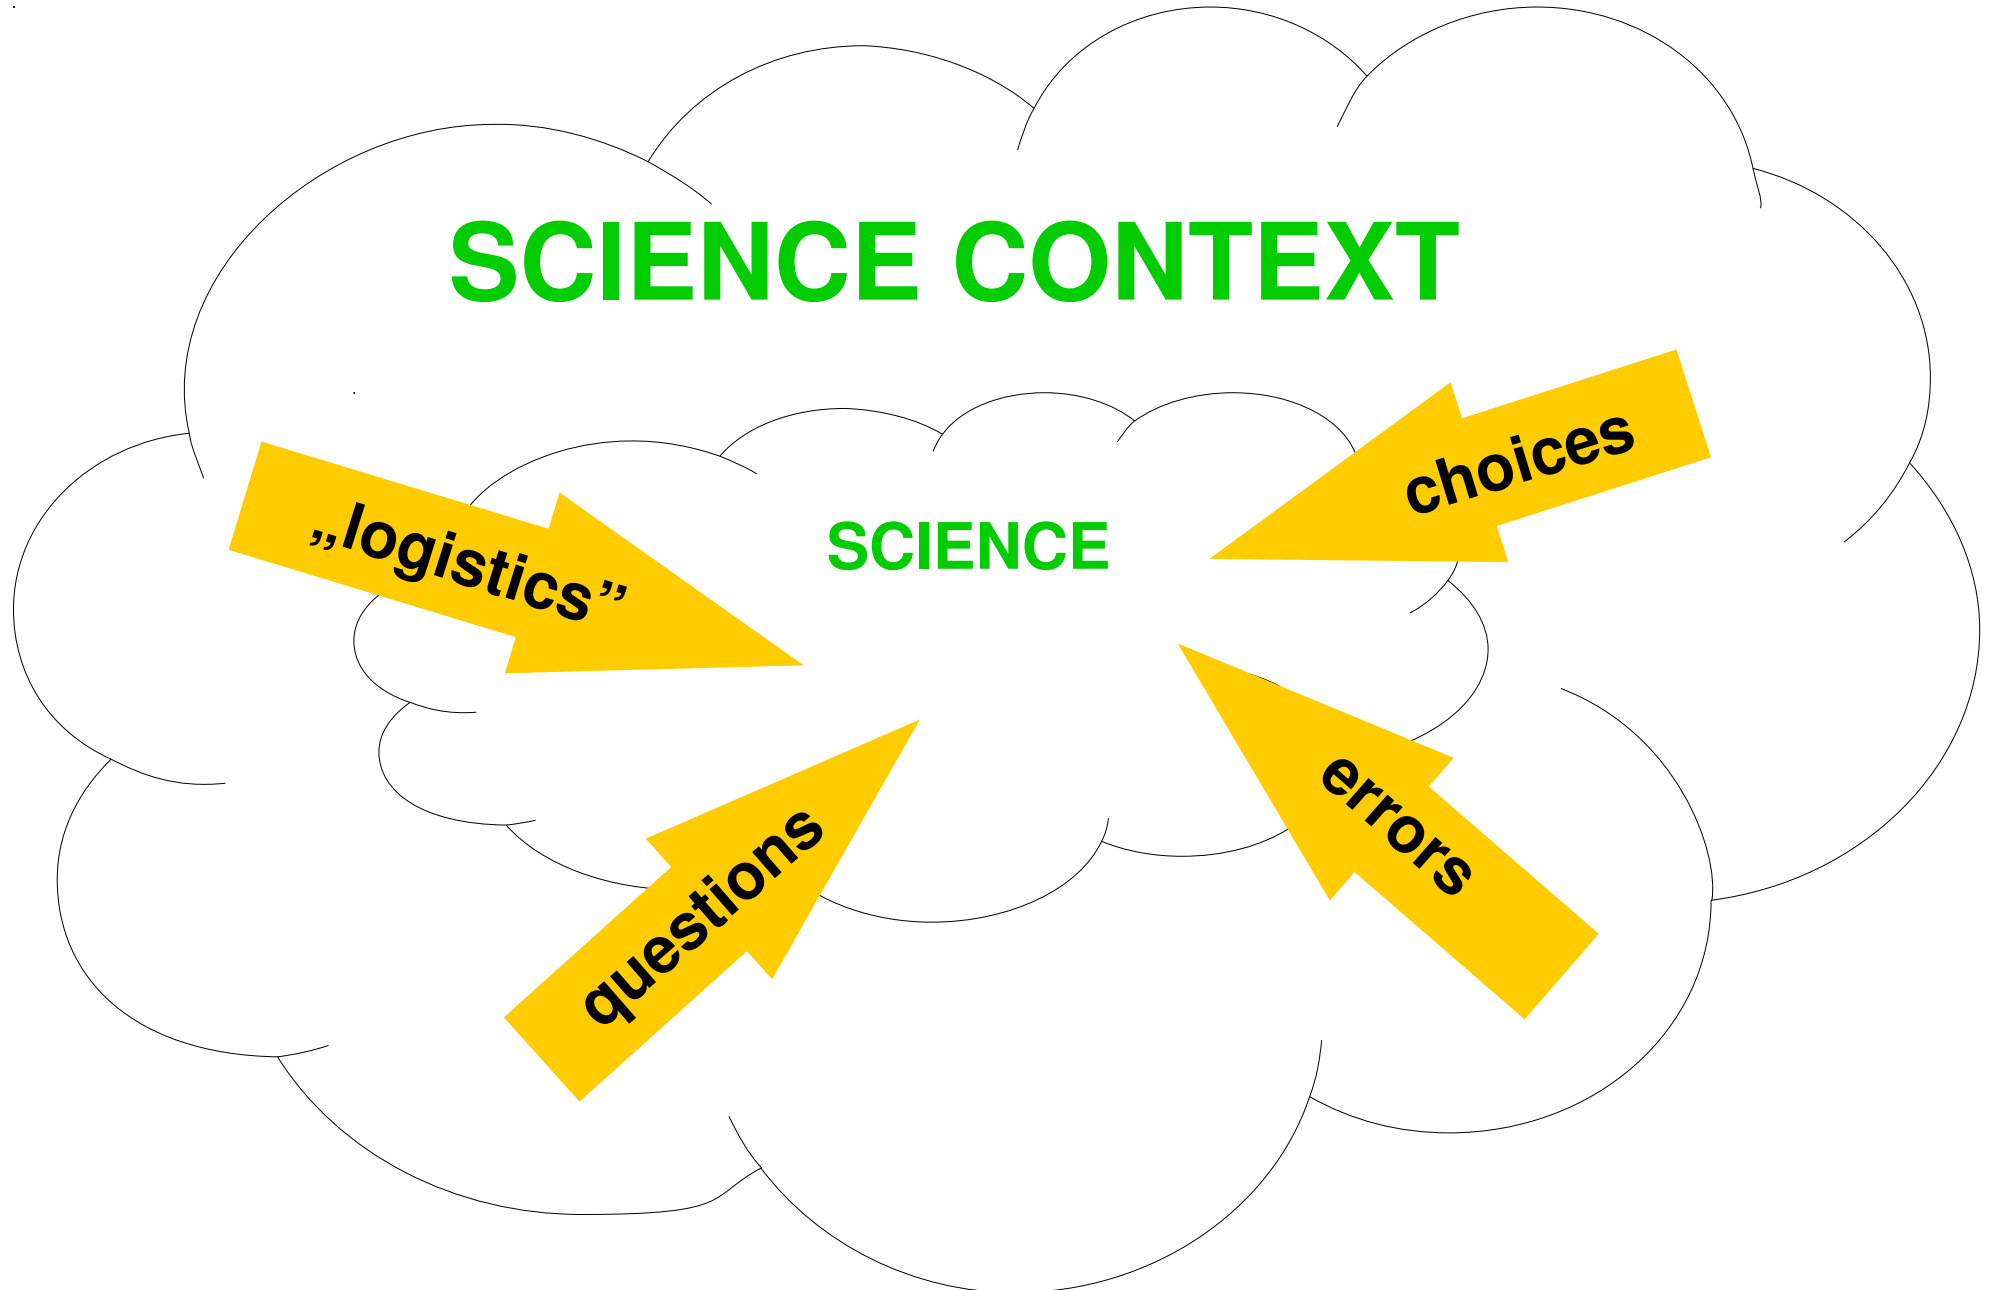 SCIENCE CONTEXT
choices
„logistics”
SCIENCE
errors
questions